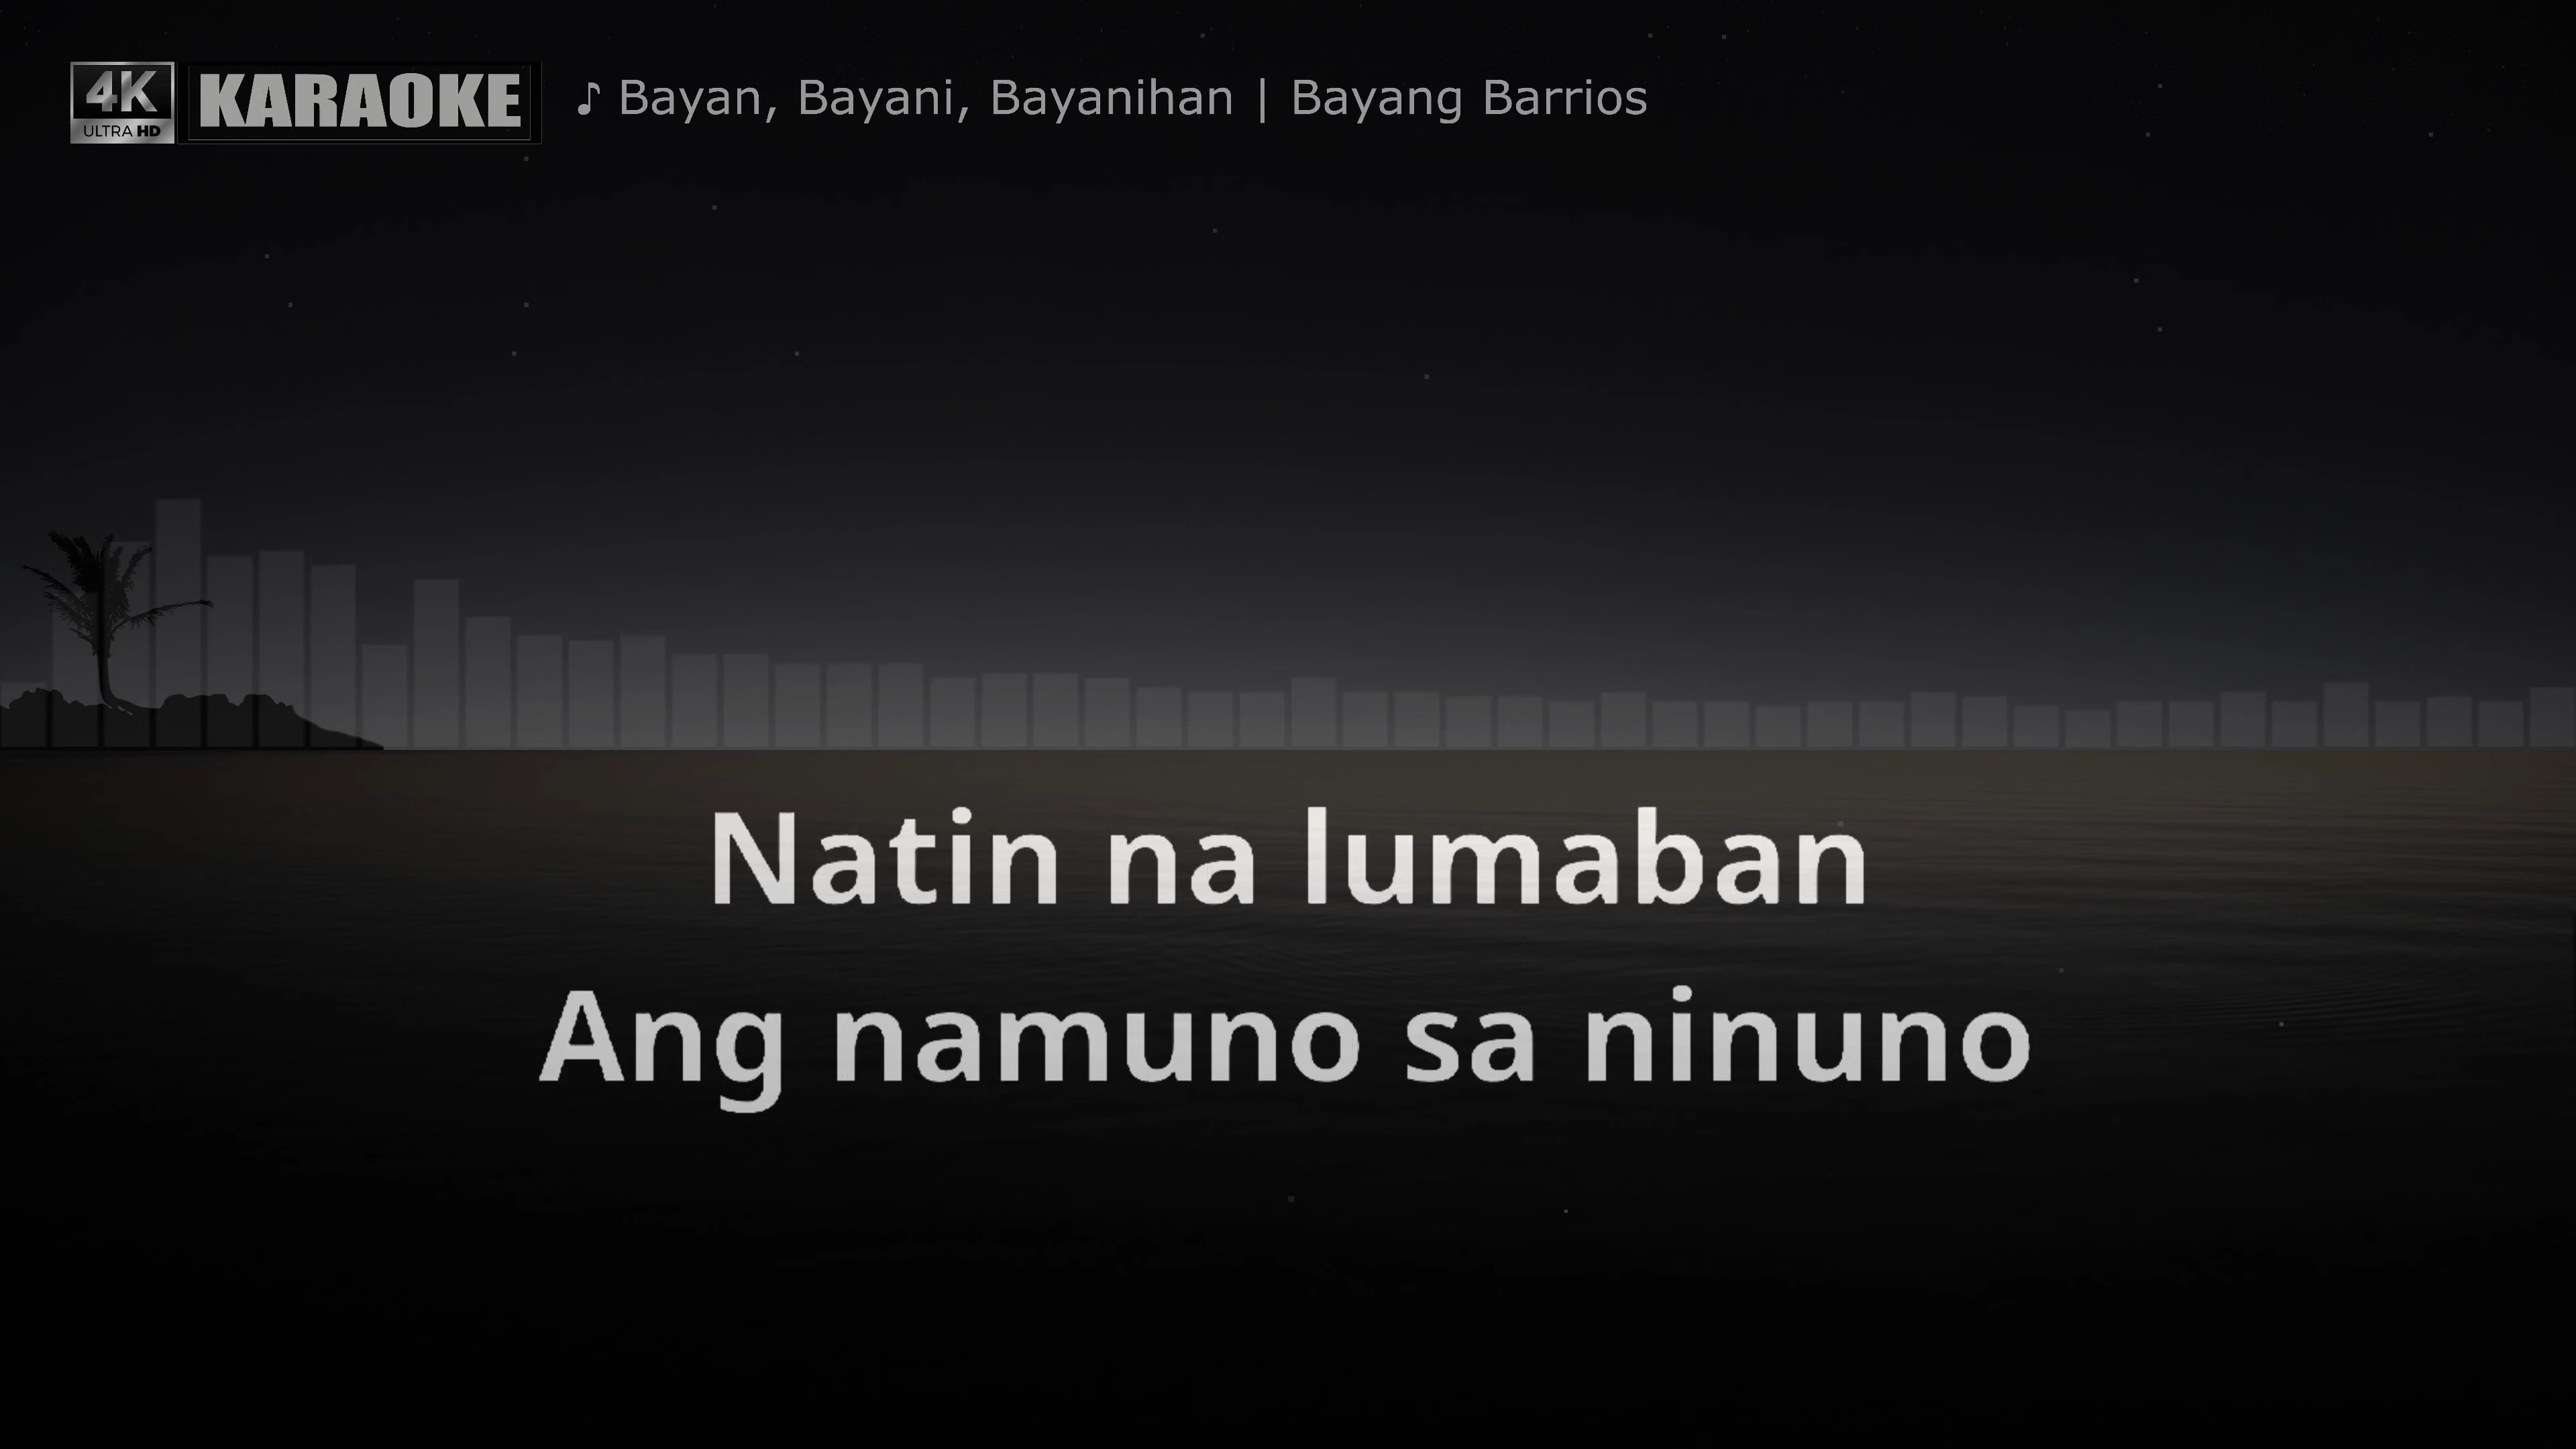 4K
ULTRA HD
KARAOKE
♪ Bayan, Bayani, Bayanihan | Bayang Barrios
Natin na lumaban
Ang namuno sa ninuno